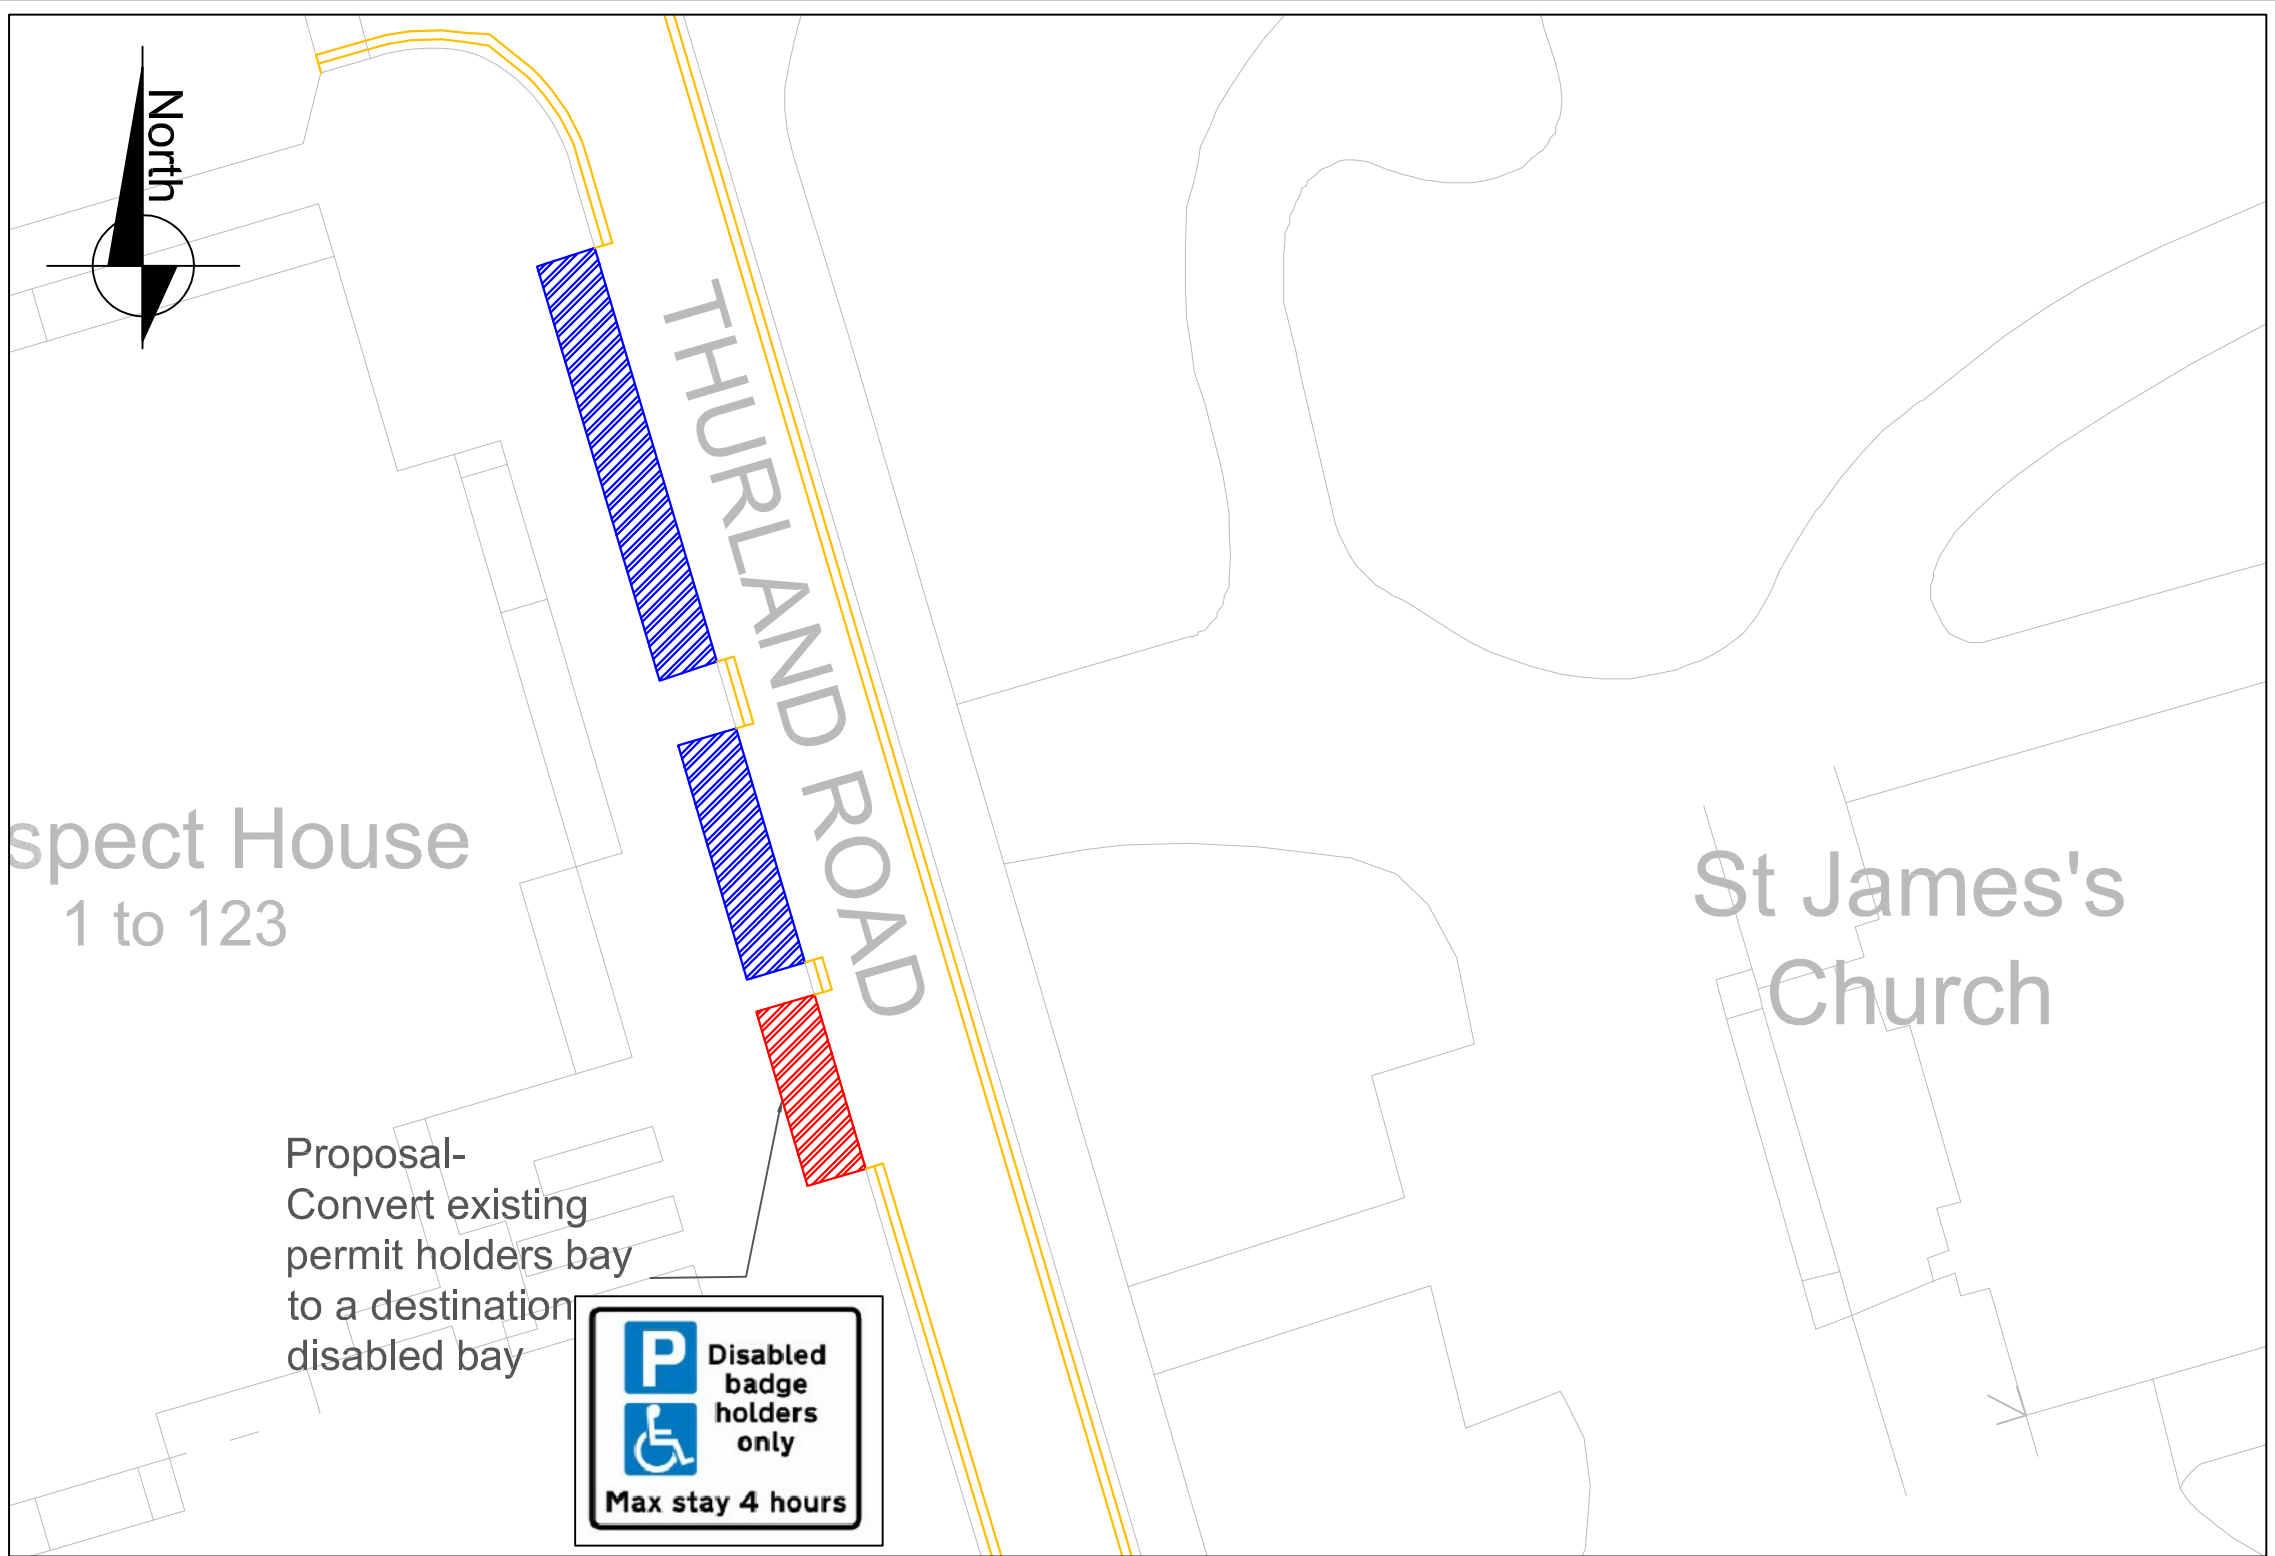 North
THURLAND ROAD
spect House
1 to 123
St James's
Church
Proposal-
Convert existing
permit holders bay
to a destination
disabled bay
P
Disabled
badge
holders
only
Max stay 4 hours